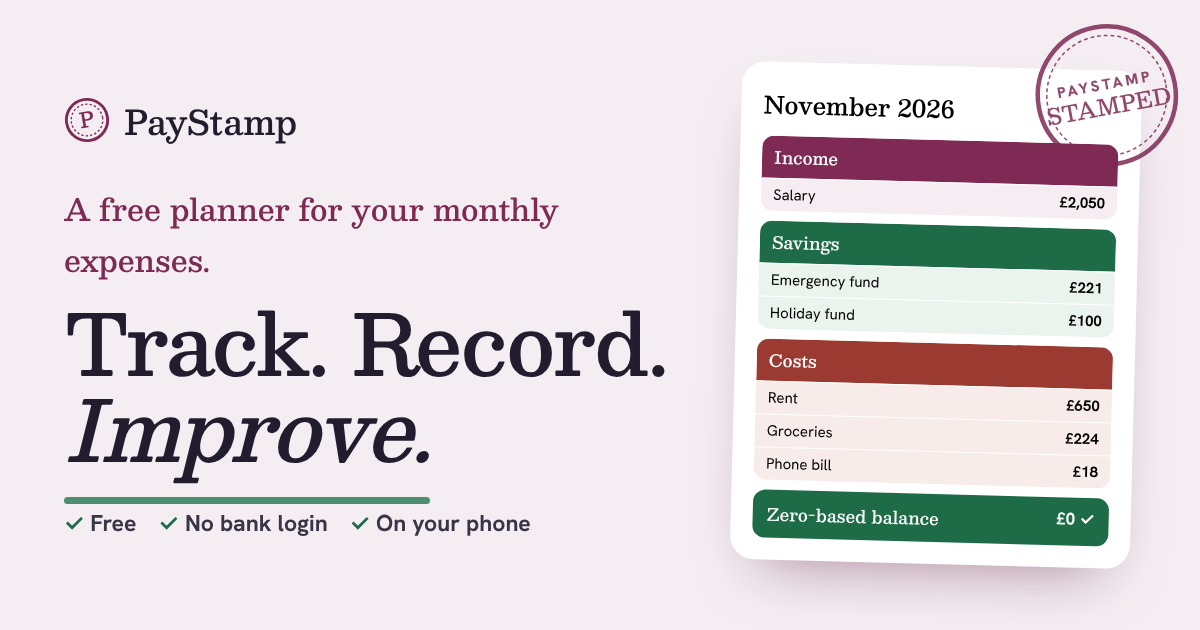 P
PayStamp
A free planner for your monthly
expenses.
Track. Record.
Improve.
✓ Free ✓ No bank login ✓ On your phone
PAYSTAMP
STAMPED
November 2026
Income
Salary £2,050
Savings
Emergency fund £221
Holiday fund £100
Costs
Rent £650
Groceries £224
Phone bill £18
Zero-based balance £0 ✓